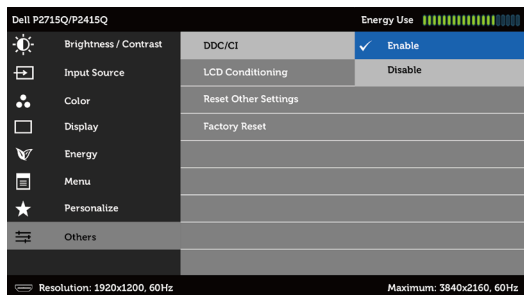 Dell P2715Q/P2415Q Energy Use
Brightness / Contrast DDC/CI Enable
Input Source LCD Conditioning Disable
Color Reset Other Settings
Display Factory Reset
Energy
Menu
Personalize
Others
Resolution: 1920x1200, 60Hz Maximum: 3840x2160, 60Hz